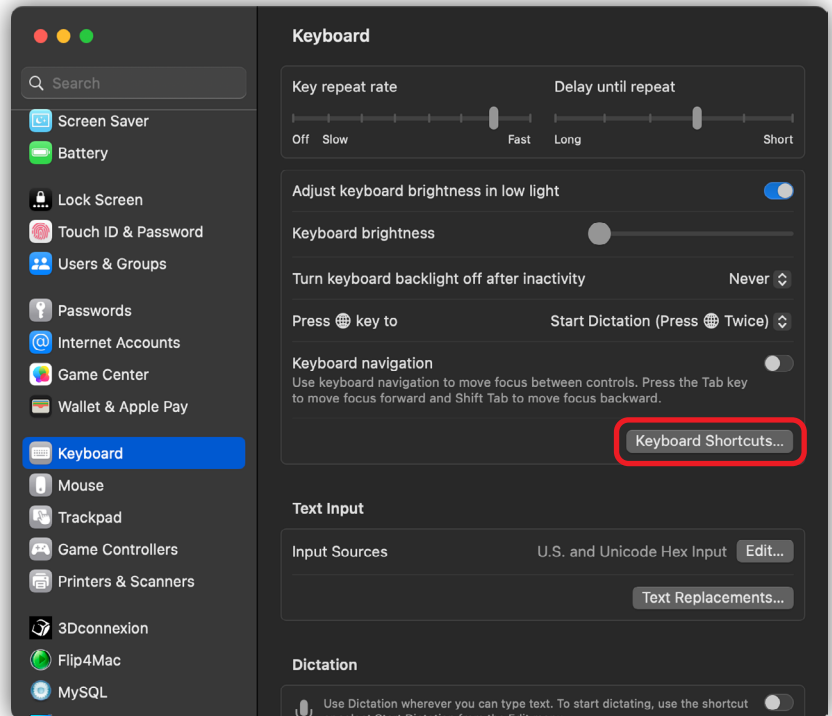 Search
Screen Saver
Battery
Lock Screen
Touch ID & Password
Users & Groups
Passwords
Internet Accounts
Game Center
Wallet & Apple Pay
Keyboard
Mouse
Trackpad
Game Controllers
Printers & Scanners
3Dconnexion
Flip4Mac
MySQL
Keyboard
Key repeat rate
Delay until repeat
Off Slow Fast
Long Short
Adjust keyboard brightness in low light
Keyboard brightness
Turn keyboard backlight off after inactivity Never
Press key to Start Dictation (Press Twice)
Keyboard navigation
Use keyboard navigation to move focus between controls. Press the Tab key
to move focus forward and Shift Tab to move focus backward.
Keyboard Shortcuts...
Text Input
Input Sources U.S. and Unicode Hex Input Edit...
Text Replacements...
Dictation
Use Dictation wherever you can type text. To start dictating, use the shortcut